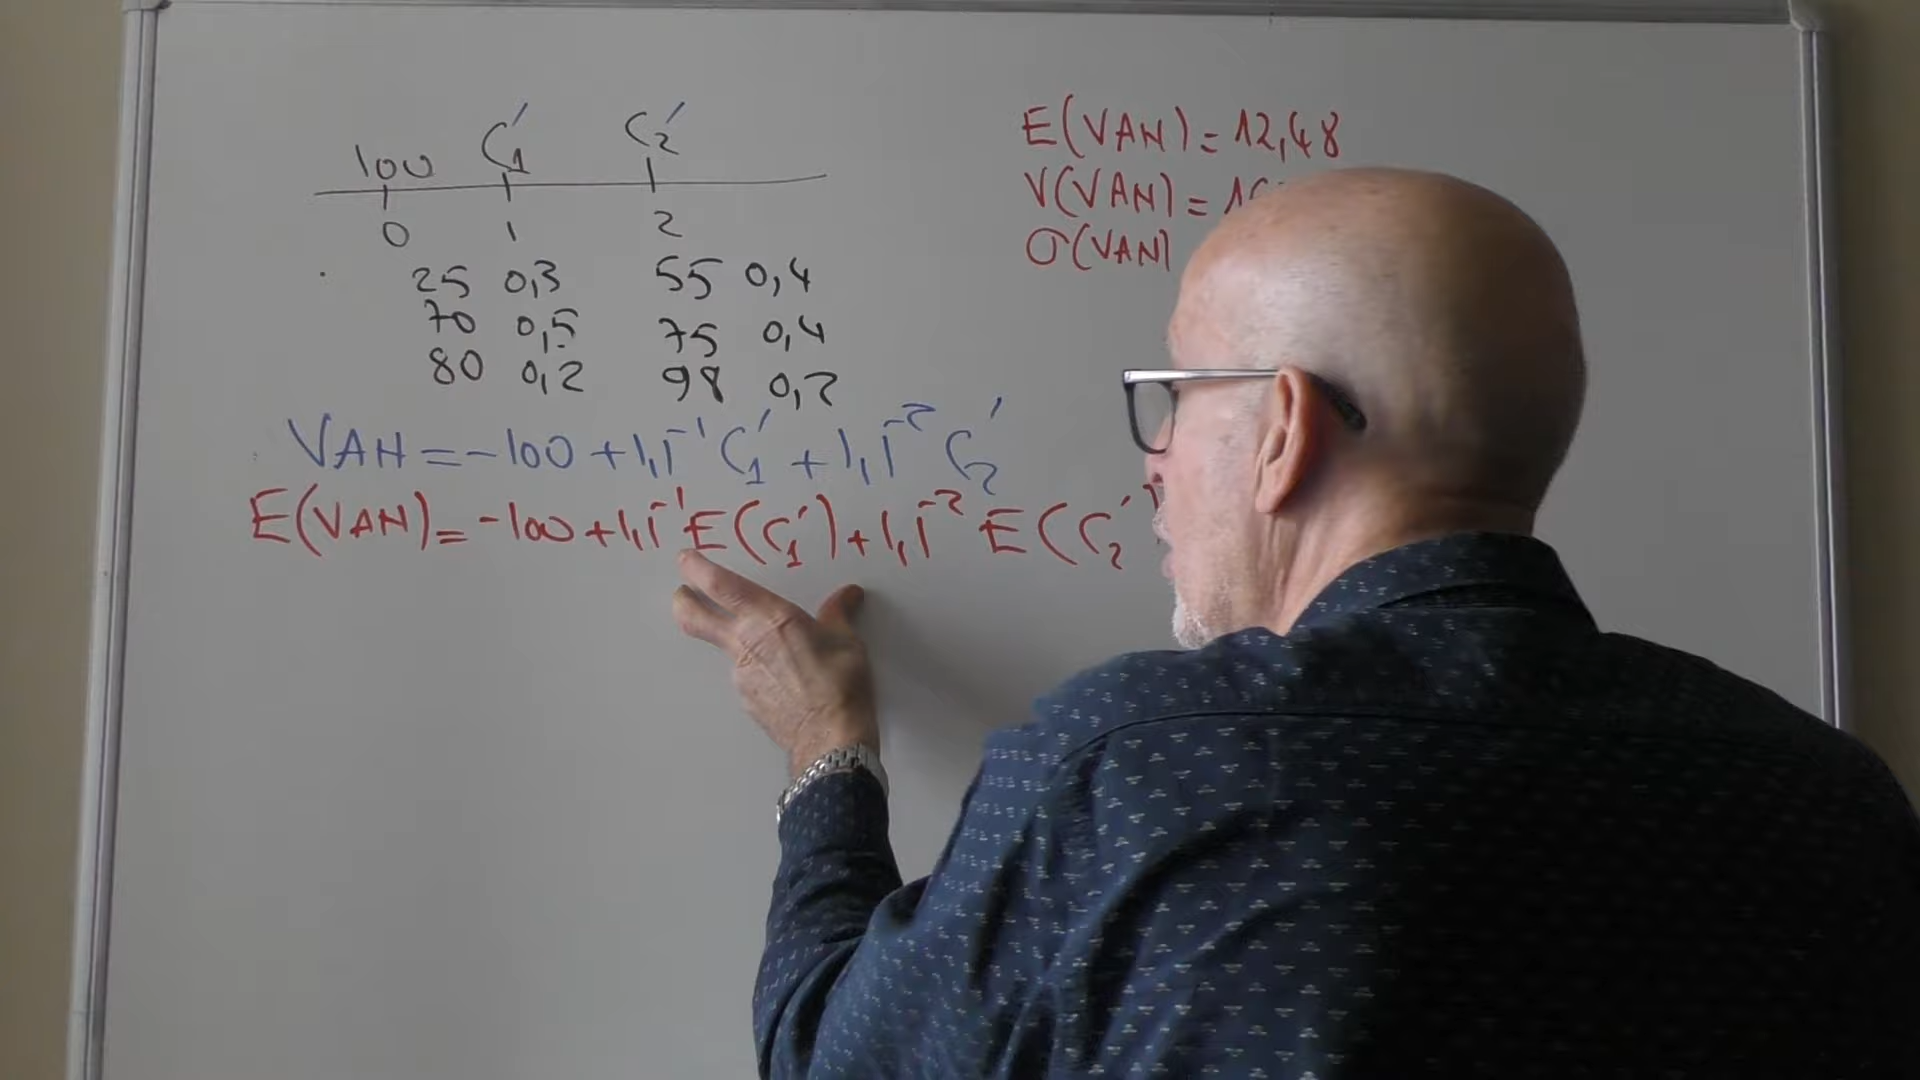 100 C₁' C₂'
0 1 2
25 0,3 55 0,4
70 0,5 75 0,4
80 0,2 98 0,2
VAN = -100 + 1,1⁻¹ C₁' + 1,1⁻² C₂'
E(VAN) = -100 + 1,1⁻¹ E(C₁') + 1,1⁻² E(C₂')
E(VAN) = 12,48
V(VAN) =
σ(VAN)